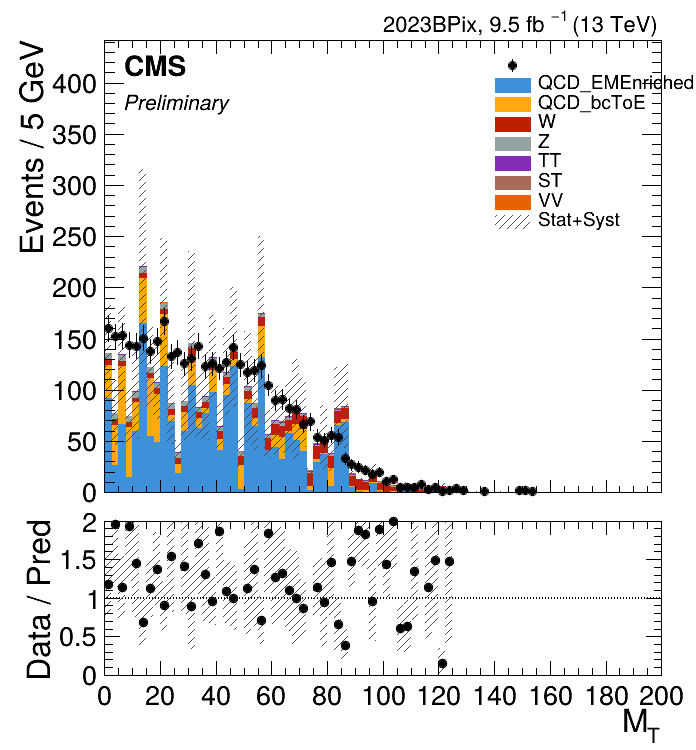 2023BPix, 9.5 fb⁻¹ (13 TeV)
CMS
Preliminary
Events / 5 GeV
400
350
300
250
200
150
100
50
0
QCD_EMEnriched
QCD_bcToE
W
Z
TT
ST
VV
Stat+Syst
Data / Pred
2
1.5
1
0.5
0
0 20 40 60 80 100 120 140 160 180 200
M_T